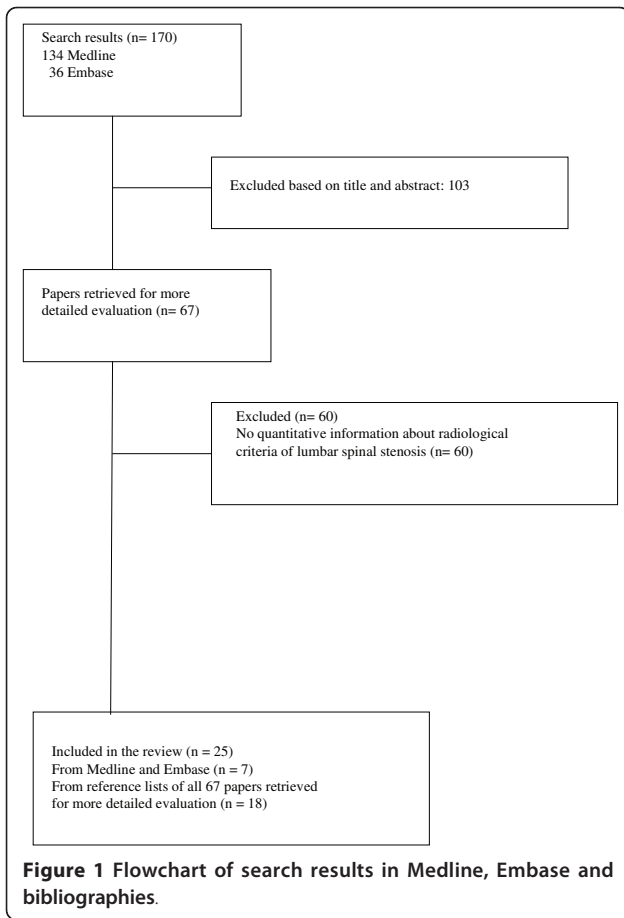 Search results (n= 170)
134 Medline
36 Embase
Excluded based on title and abstract: 103
Papers retrieved for more
detailed evaluation (n= 67)
Excluded (n= 60)
No quantitative information about radiological
criteria of lumbar spinal stenosis (n= 60)
Included in the review (n = 25)
From Medline and Embase (n = 7)
From reference lists of all 67 papers retrieved
for more detailed evaluation (n = 18)
Figure 1 Flowchart of search results in Medline, Embase and
bibliographies.